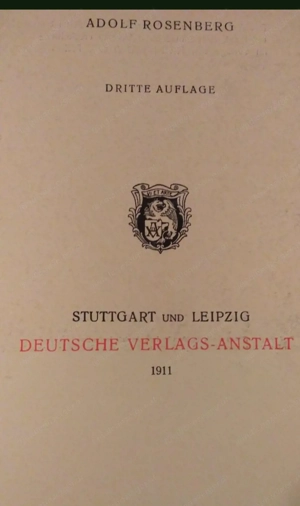 ADOLF ROSENBERG
DRITTE AUFLAGE
STUTTGART UND LEIPZIG
DEUTSCHE VERLAGS-ANSTALT
1911